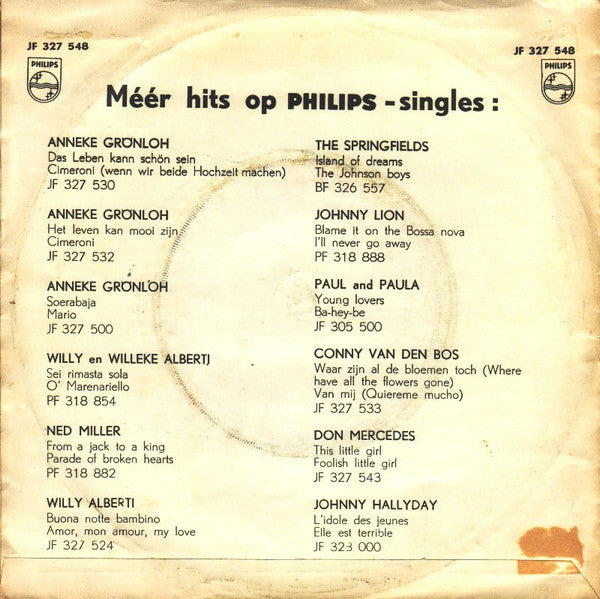 JF 327 548
JF 327 548
PHILIPS
PHILIPS
Méér hits op PHILIPS - singles :
ANNEKE GRÖNLOH
Das Leben kann schön sein
Cimeroni (wenn wir beide Hochzeit machen)
JF 327 530
ANNEKE GRÖNLOH
Het leven kan mooi zijn
Cimeroni
JF 327 532
ANNEKE GRÖNLOH
Soerabaja
Mario
JF 327 500
WILLY en WILLEKE ALBERTJ
Sei rimasta sola
O' Marenariello
PF 318 854
NED MILLER
From a jack to a king
Parade of broken hearts
PF 318 882
WILLY ALBERTI
Buona notte bambino
Amor, mon amour, my love
JF 327 524
THE SPRINGFIELDS
Island of dreams
The Johnson boys
BF 326 557
JOHNNY LION
Blame it on the Bossa nova
I'll never go away
PF 318 888
PAUL and PAULA
Young lovers
Ba-hey-be
JF 305 500
CONNY VAN DEN BOS
Waar zijn al de bloemen toch (Where
have all the flowers gone)
Van mij (Quiereme mucho)
JF 327 533
DON MERCEDES
This little girl
Foolish little girl
JF 327 543
JOHNNY HALLYDAY
L'idole des jeunes
Elle est terrible
JF 328 000